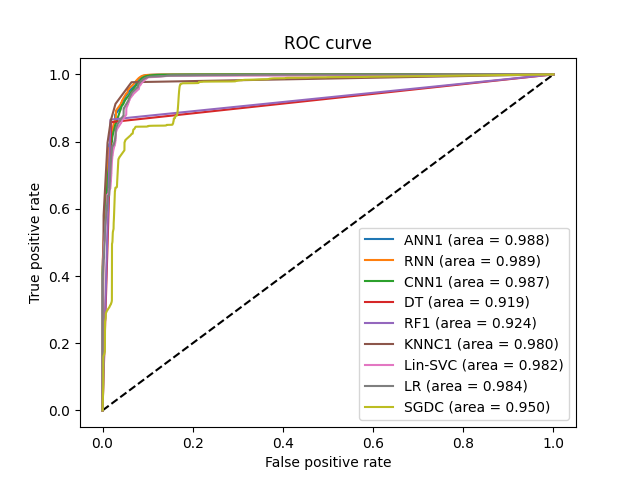 ROC curve
1.0
0.8
0.6
0.4
0.2
0.0
True positive rate
ANN1 (area = 0.988)
RNN (area = 0.989)
CNN1 (area = 0.987)
DT (area = 0.919)
RF1 (area = 0.924)
KNNC1 (area = 0.980)
Lin-SVC (area = 0.982)
LR (area = 0.984)
SGDC (area = 0.950)
0.0 0.2 0.4 0.6 0.8 1.0
False positive rate